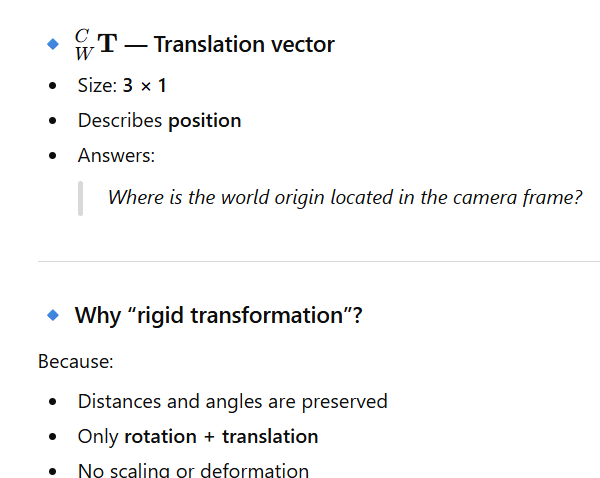 🔹 C W T — Translation vector
• Size: 3 × 1
• Describes position
• Answers:
Where is the world origin located in the camera frame?
🔹 Why “rigid transformation”?
Because:
• Distances and angles are preserved
• Only rotation + translation
• No scaling or deformation